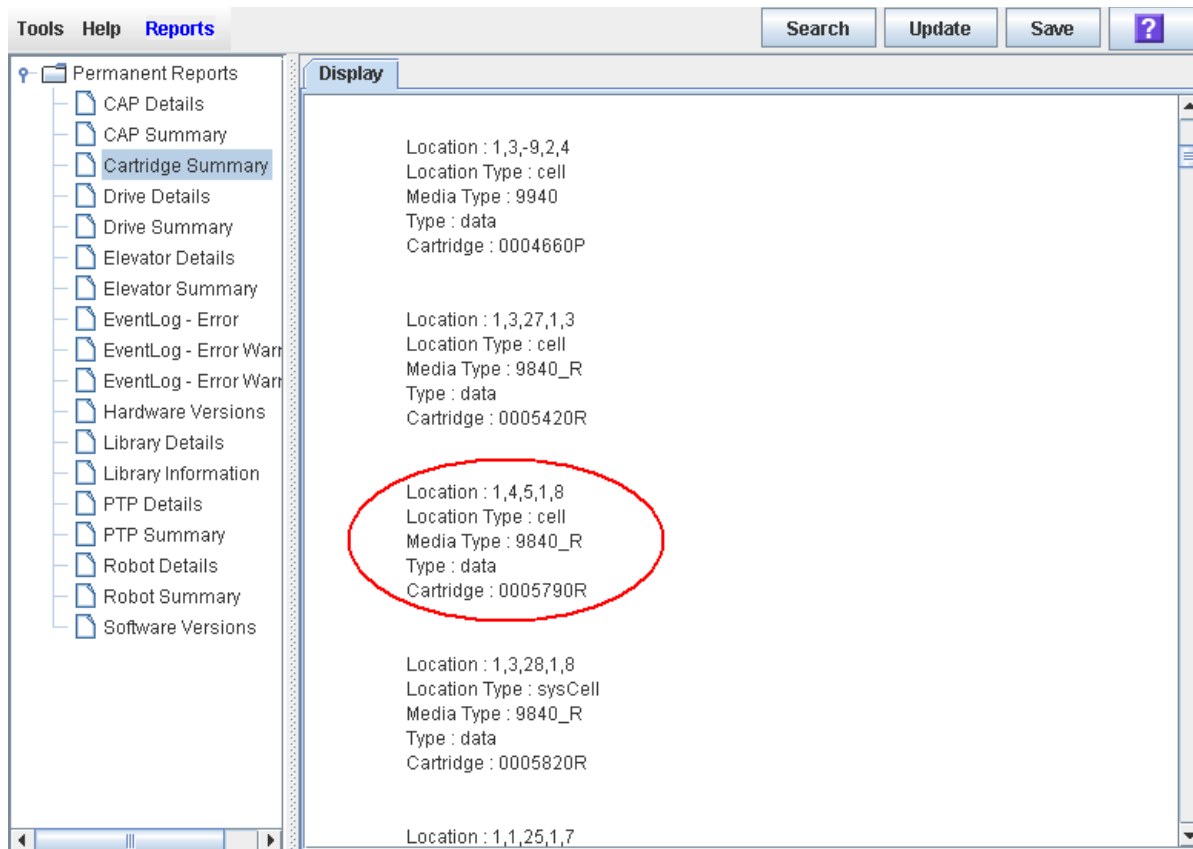 Tools Help Reports
Search Update Save ?
Permanent Reports
CAP Details
CAP Summary
Cartridge Summary
Drive Details
Drive Summary
Elevator Details
Elevator Summary
EventLog - Error
EventLog - Error Warr
EventLog - Error Warr
Hardware Versions
Library Details
Library Information
PTP Details
PTP Summary
Robot Details
Robot Summary
Software Versions
Display
Location : 1,3,-9,2,4
Location Type : cell
Media Type : 9940
Type : data
Cartridge : 0004660P
Location : 1,3,27,1,3
Location Type : cell
Media Type : 9840_R
Type : data
Cartridge : 0005420R
Location : 1,4,5,1,8
Location Type : cell
Media Type : 9840_R
Type : data
Cartridge : 0005790R
Location : 1,3,28,1,8
Location Type : sysCell
Media Type : 9840_R
Type : data
Cartridge : 0005820R
Location : 1,1,25,1,7